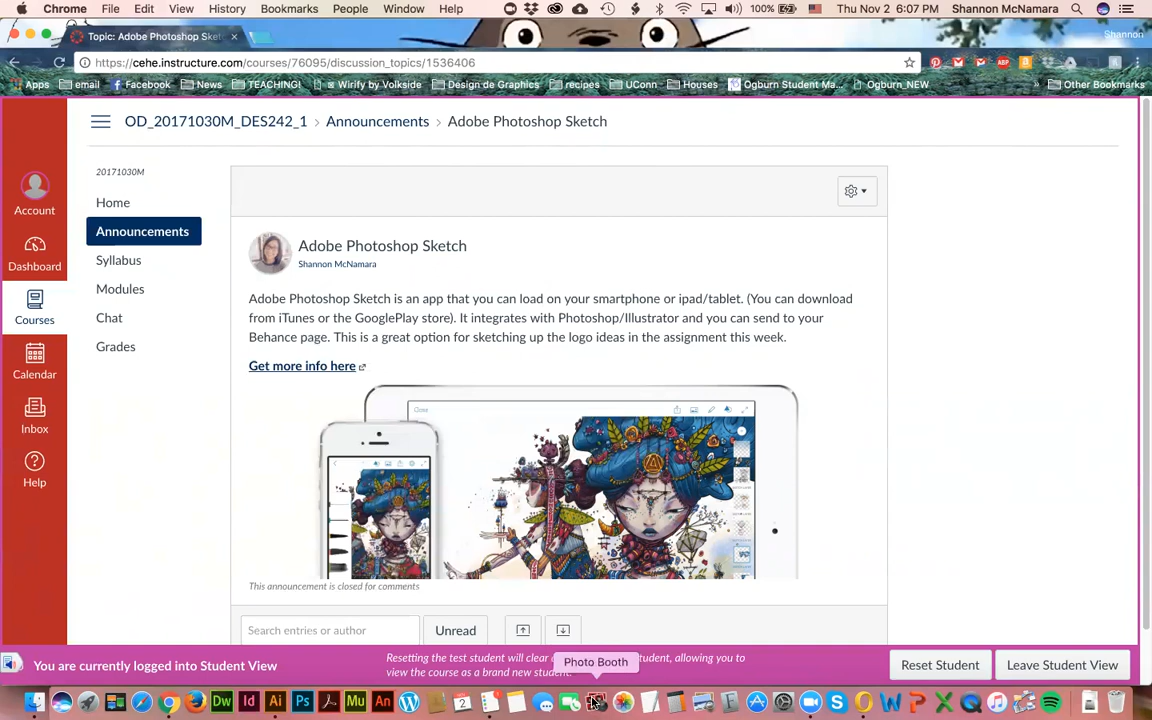 Chrome File Edit View History Bookmarks People Window Help 100% Thu Nov 2 6:07 PM Shannon McNamara
Topic: Adobe Photoshop Sket × Shannon
https://cehe.instructure.com/courses/76095/discussion_topics/1536406
Apps email Facebook News TEACHING! Wirify by Volkside Design de Graphics recipes UConn Houses Ogburn Student Ma... Ogburn_NEW » Other Bookmarks
OD_20171030M_DES242_1 › Announcements › Adobe Photoshop Sketch
20171030M
Account
Dashboard
Courses
Calendar
Inbox
Help
Home
Announcements
Syllabus
Modules
Chat
Grades
Adobe Photoshop Sketch
Shannon McNamara
Adobe Photoshop Sketch is an app that you can load on your smartphone or ipad/tablet. (You can download
from iTunes or the GooglePlay store). It integrates with Photoshop/Illustrator and you can send to your
Behance page. This is a great option for sketching up the logo ideas in the assignment this week.
Get more info here
Close
This announcement is closed for comments
Search entries or author Unread
You are currently logged into Student View
Resetting the test student will clear
student, allowing you to
view the course as a brand new student.
Photo Booth
Reset Student Leave Student View
Dw Id Ai Ps Mu An 2